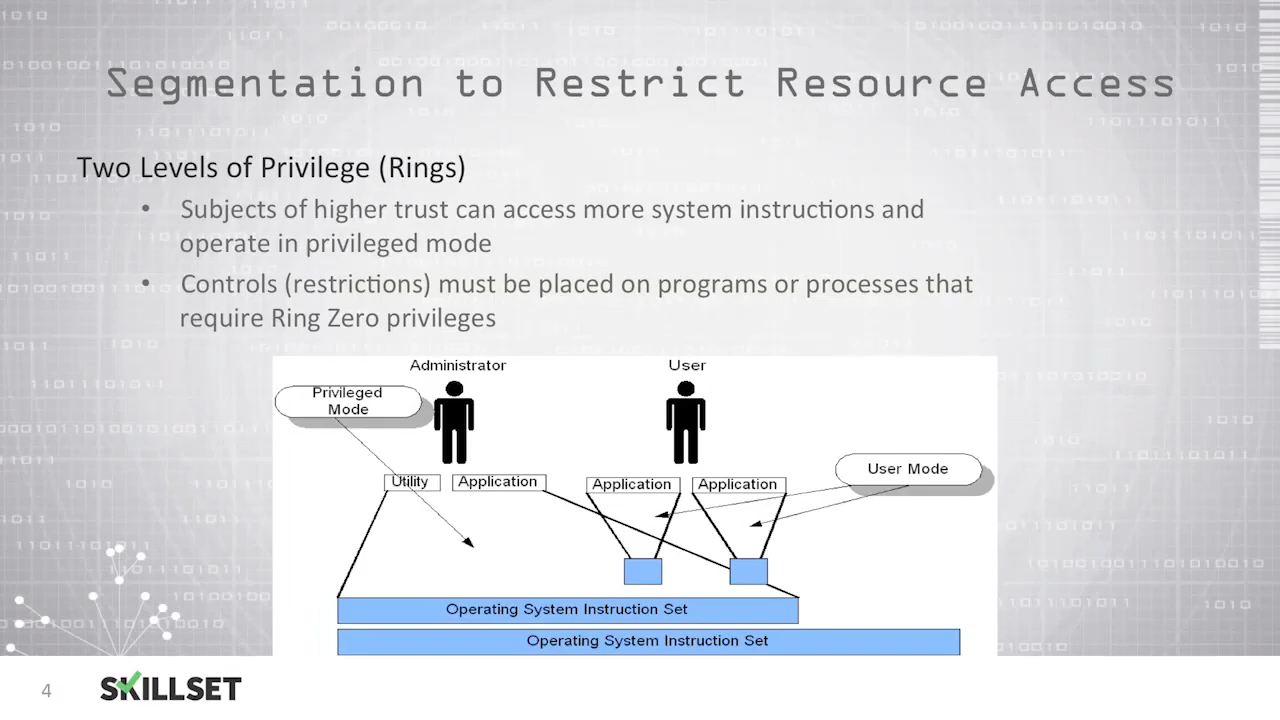 Segmentation to Restrict Resource Access
Two Levels of Privilege (Rings)
• Subjects of higher trust can access more system instructions and
operate in privileged mode
• Controls (restrictions) must be placed on programs or processes that
require Ring Zero privileges
Administrator
User
Privileged
Mode
User Mode
Utility
Application
Application
Application
Operating System Instruction Set
Operating System Instruction Set
4
SKILLSET